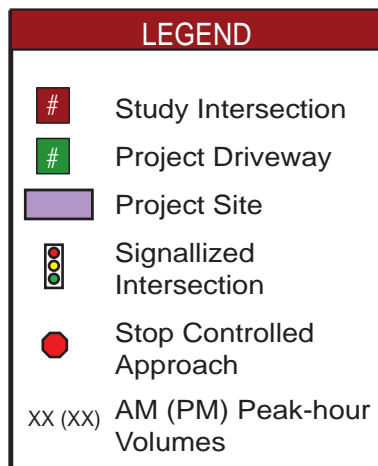 LEGEND
# Study Intersection
# Project Driveway
Project Site
Signallized
Intersection
Stop Controlled
Approach
XX (XX) AM (PM) Peak-hour
Volumes